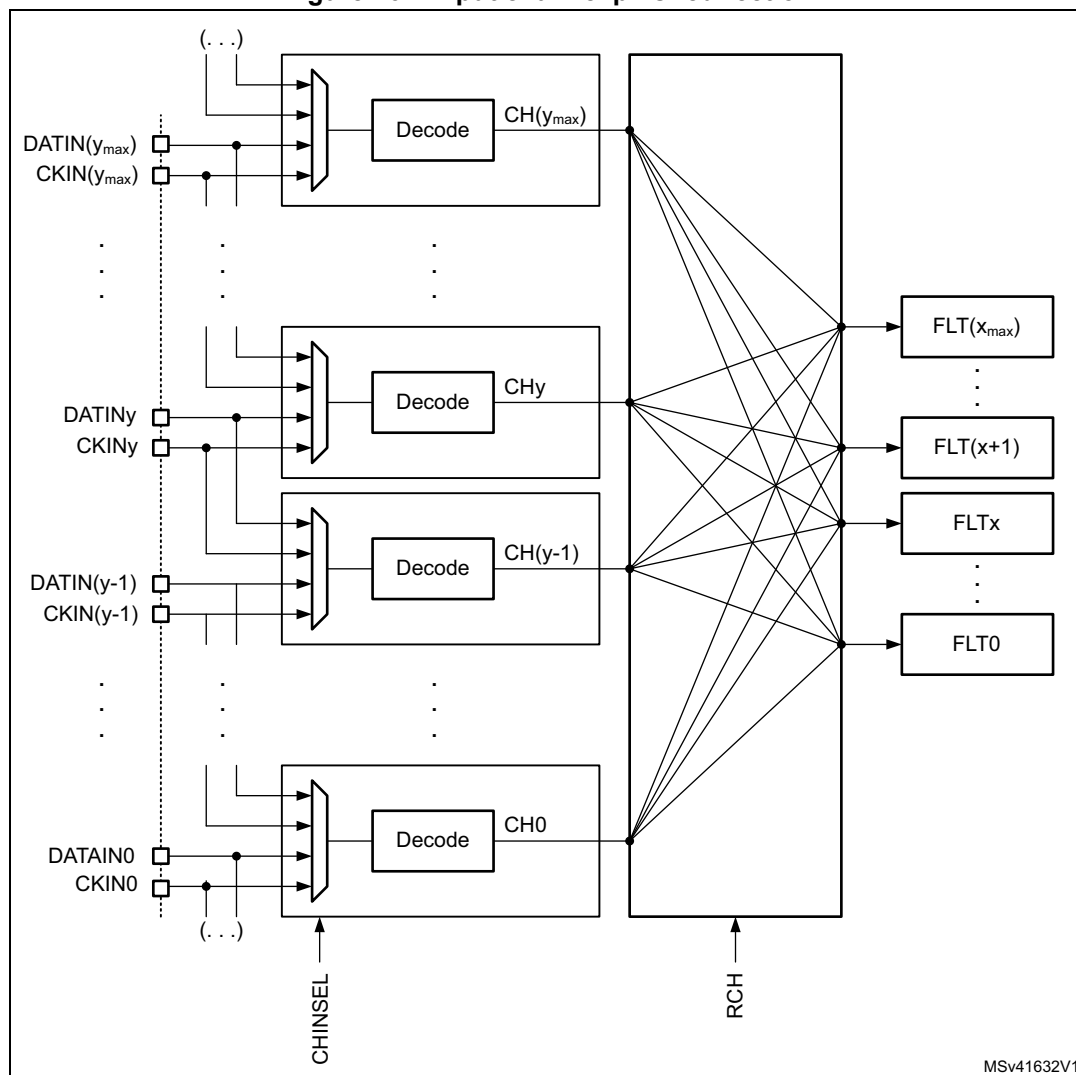 (. . .)
Decode
CH(ymax)
DATIN(ymax)
CKIN(ymax)
FLT(xmax)
Decode
CHy
DATINy
CKINy
FLT(x+1)
FLTx
Decode
CH(y-1)
DATIN(y-1)
CKIN(y-1)
FLT0
Decode
CH0
DATAIN0
CKIN0
(. . .)
CHINSEL
RCH
MSv41632V1